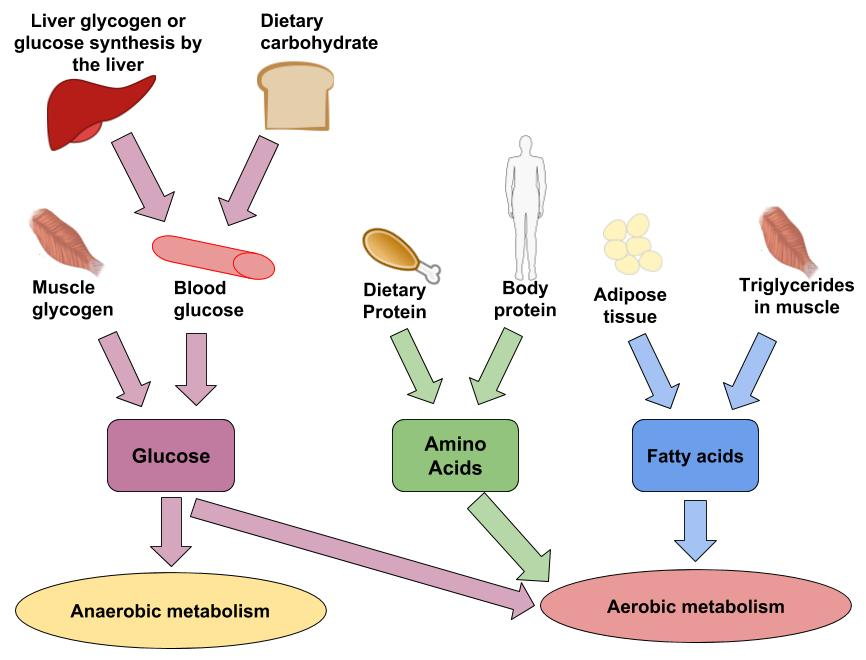 Liver glycogen or
glucose synthesis by
the liver
Dietary
carbohydrate
Muscle
glycogen
Blood
glucose
Dietary
Protein
Body
protein
Adipose
tissue
Triglycerides
in muscle
Glucose
Amino
Acids
Fatty acids
Anaerobic metabolism
Aerobic metabolism